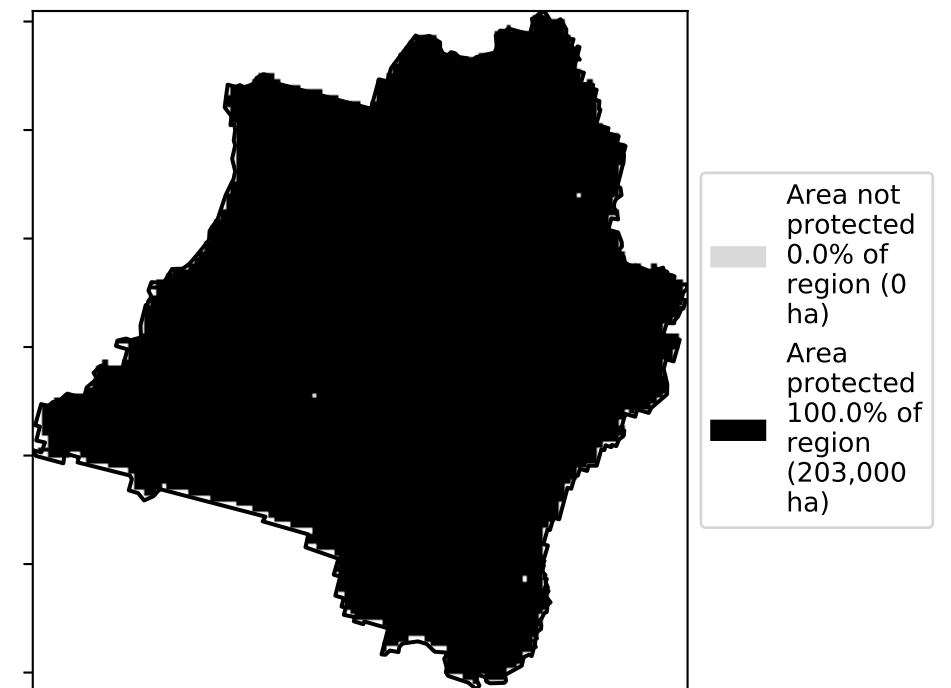 Area not
protected
0.0% of
region (0
ha)
Area
protected
100.0% of
region
(203,000
ha)